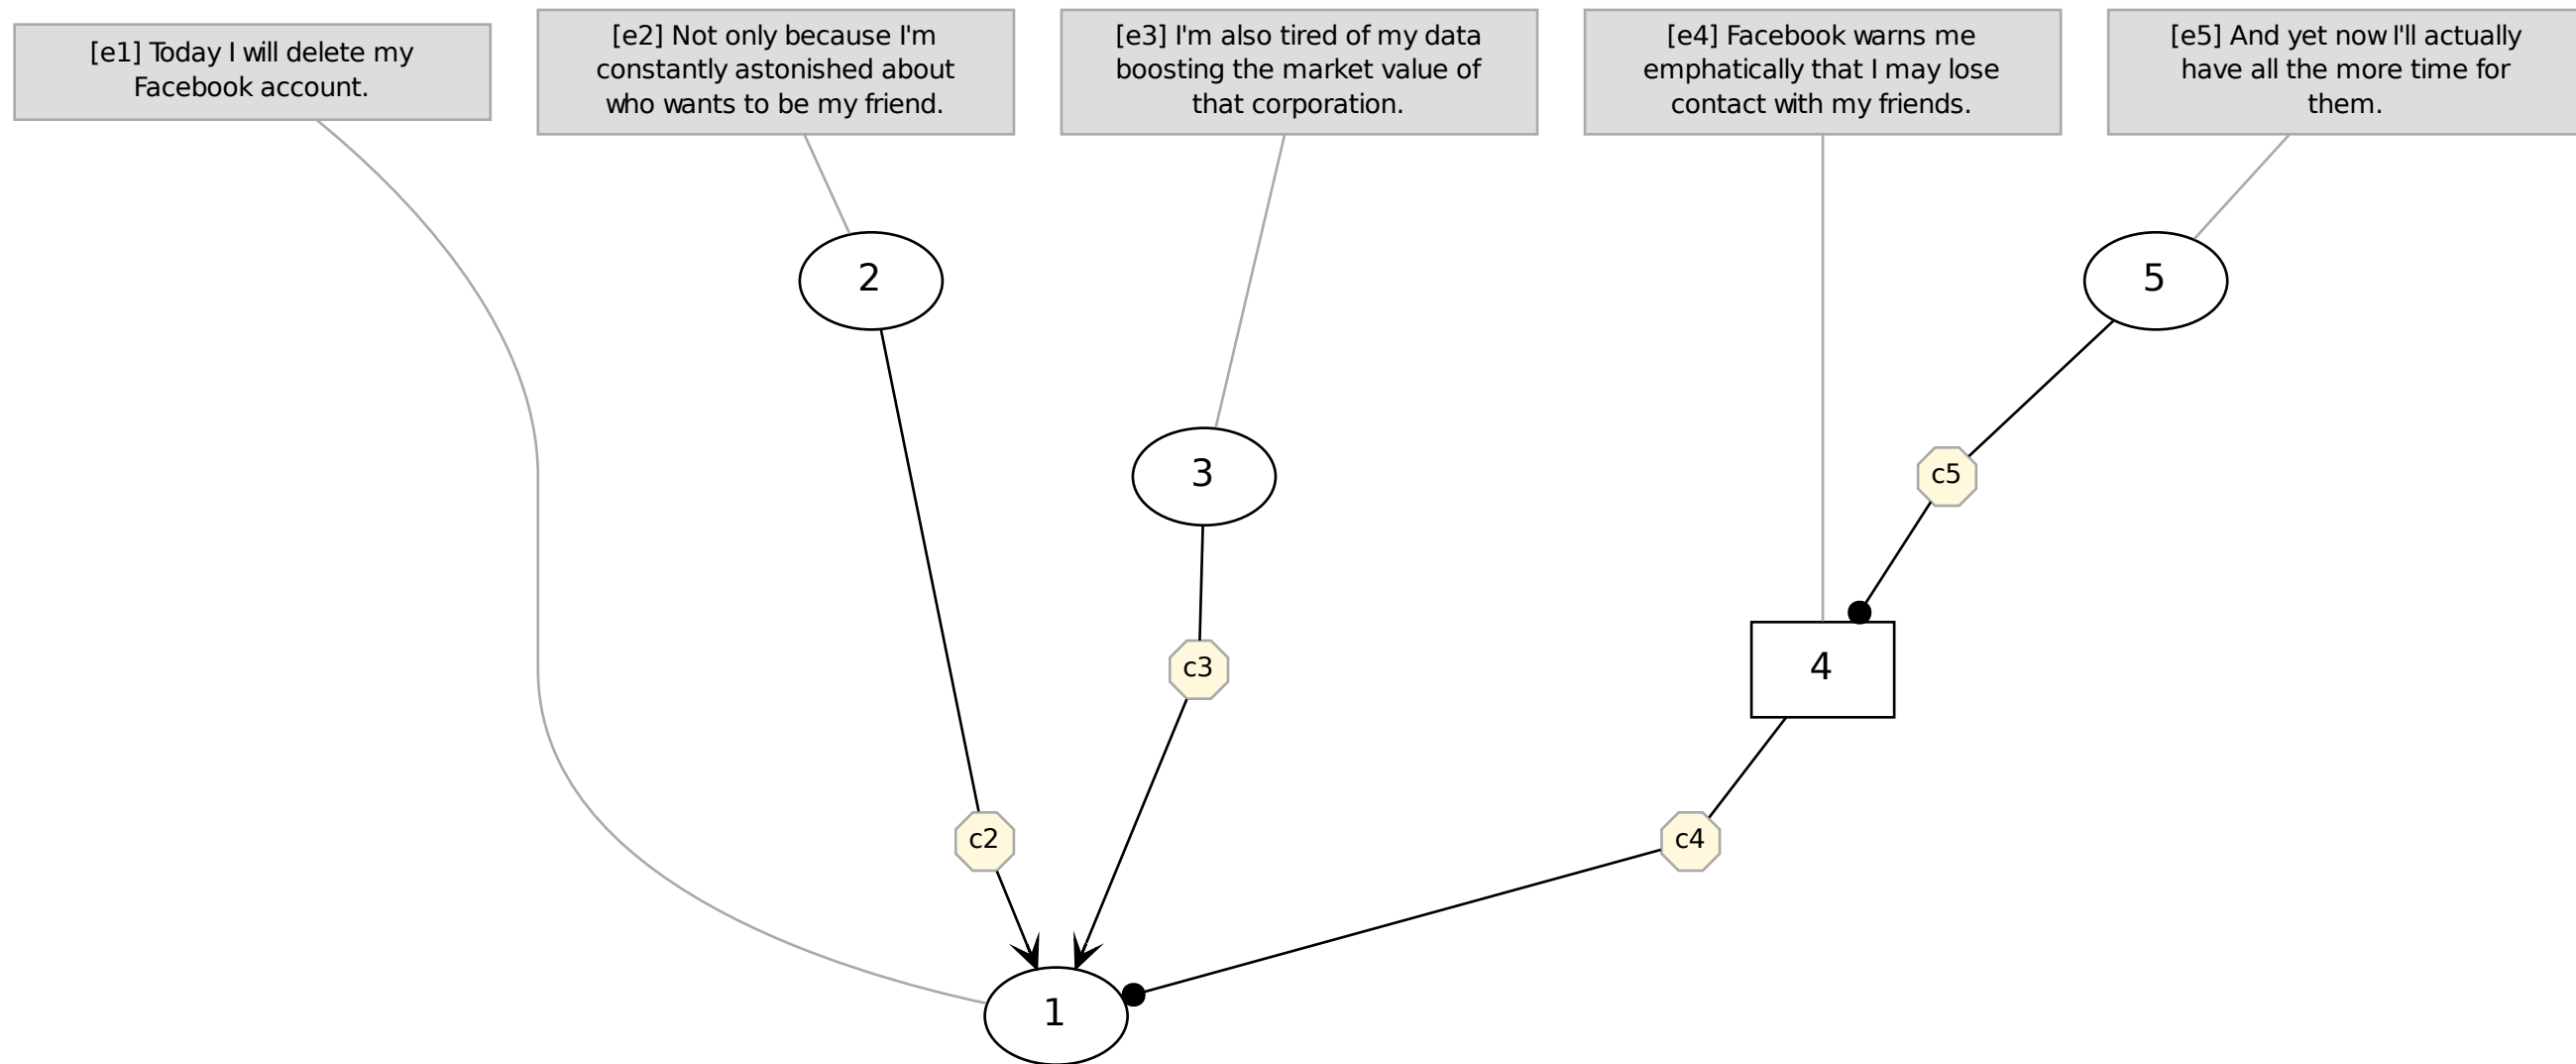 [e1] Today I will delete my
Facebook account.
[e2] Not only because I'm
constantly astonished about
who wants to be my friend.
[e3] I'm also tired of my data
boosting the market value of
that corporation.
[e4] Facebook warns me
emphatically that I may lose
contact with my friends.
[e5] And yet now I'll actually
have all the more time for
them.
2
5
3
c5
c3
4
c2
c4
1